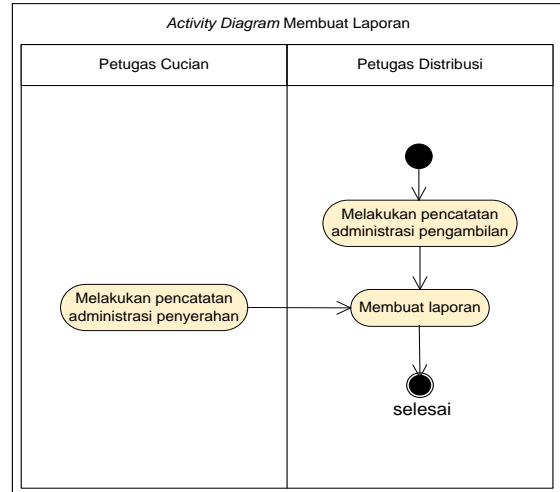 Activity Diagram Membuat Laporan
Petugas Cucian
Petugas Distribusi
Melakukan pencatatan
administrasi pengambilan
Melakukan pencatatan
administrasi penyerahan
Membuat laporan
selesai